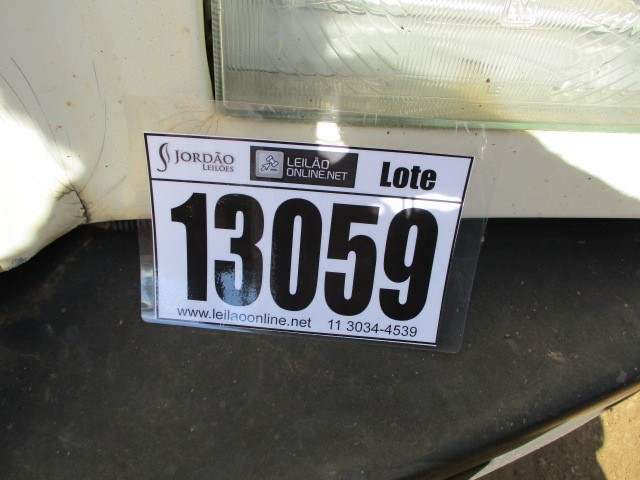 JORDÃO
LEILÕES
LEILÃO
ONLINE.NET
Lote
13059
www.leilaoonline.net 11 3034-4539